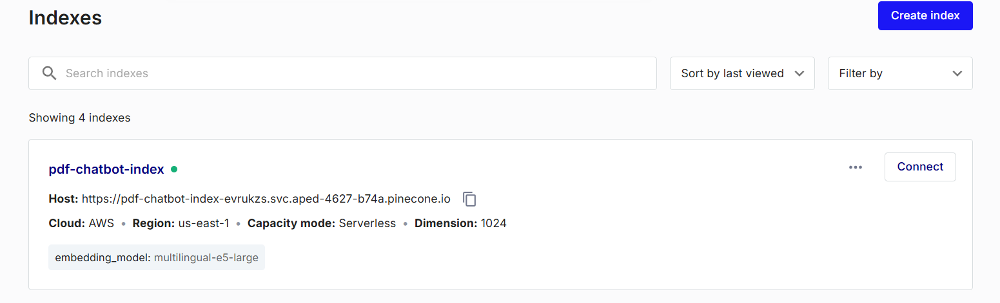 Indexes
Create index
Search indexes
Sort by last viewed
Filter by
Showing 4 indexes
pdf-chatbot-index
Connect
Host: https://pdf-chatbot-index-evrukzs.svc.aped-4627-b74a.pinecone.io
Cloud: AWS • Region: us-east-1 • Capacity mode: Serverless • Dimension: 1024
embedding_model: multilingual-e5-large